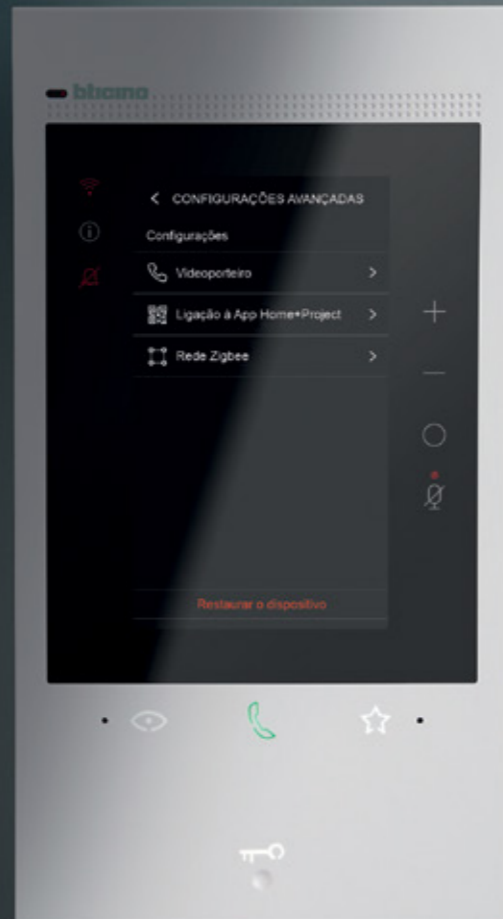 bticino
CONFIGURAÇÕES AVANÇADAS
Configurações
Videoporteiro
Ligação à App Home+Project
Rede Zigbee
Restaurar o dispositivo